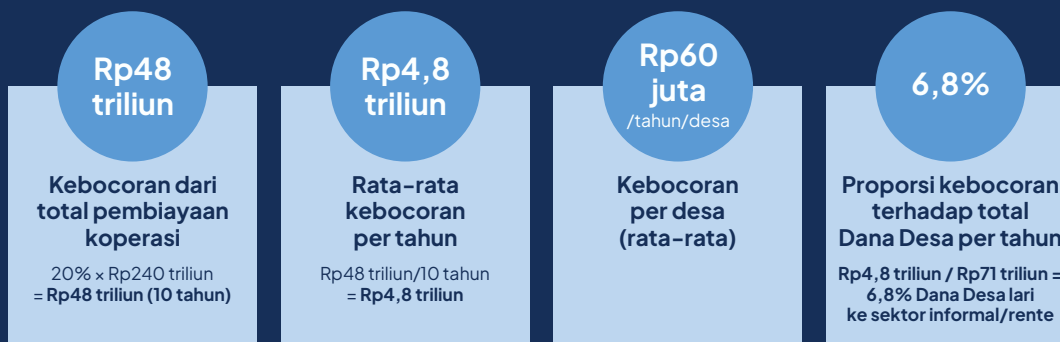 Rp48
triliun
Kebocoran dari
total pembiayaan
koperasi
20% × Rp240 triliun
= Rp48 triliun (10 tahun)
Rp4,8
triliun
Rata-rata
kebocoran
per tahun
Rp48 triliun/10 tahun
= Rp4,8 triliun
Rp60
juta
/tahun/desa
Kebocoran
per desa
(rata-rata)
6,8%
Proporsi kebocoran
terhadap total
Dana Desa per tahun
Rp4,8 triliun / Rp71 triliun =
6,8% Dana Desa lari
ke sektor informal/rente